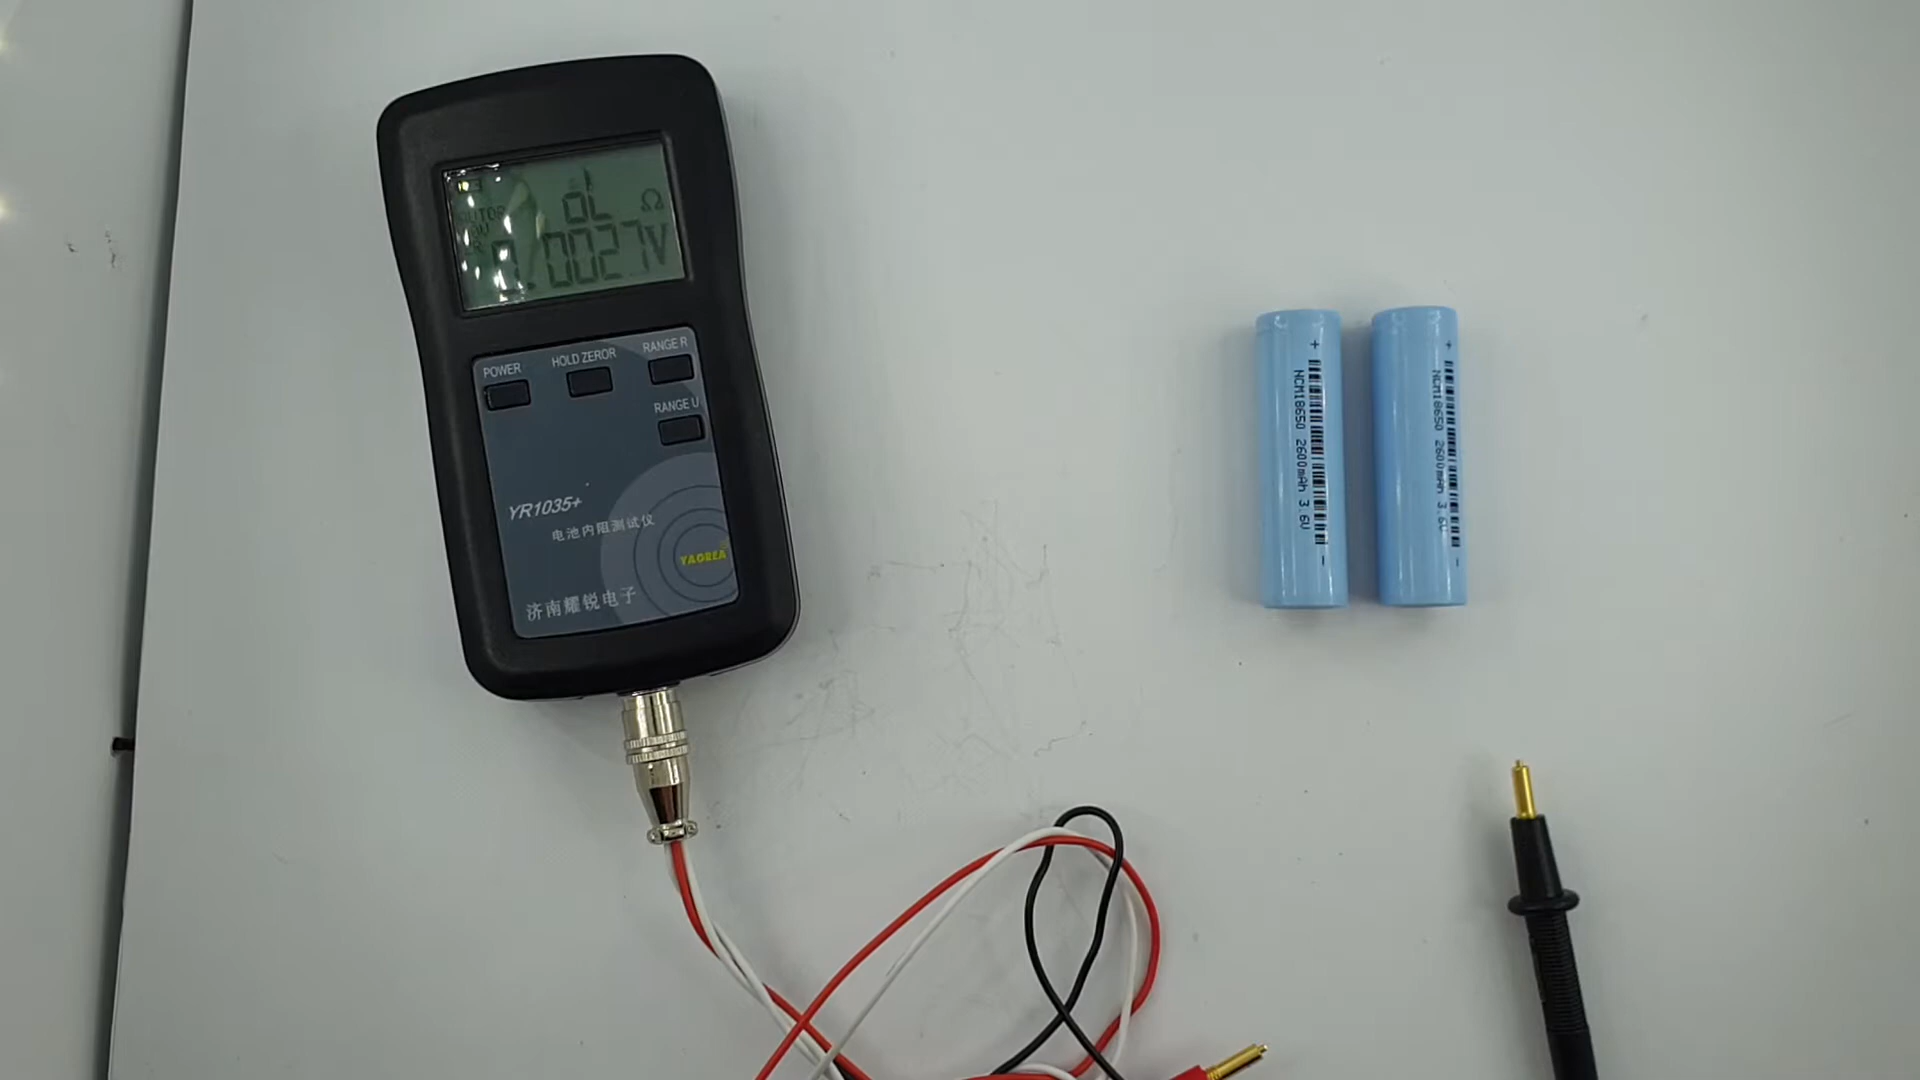 oL Ω
0.0027V
POWER
HOLD ZEROR
RANGE R
RANGE U
YR1035+
电池内阻测试仪
YAOREA
济南耀锐电子
+
NCM18650 2600mAh 3.6V
-
+
NCM18650 2600mAh 3.6V
-